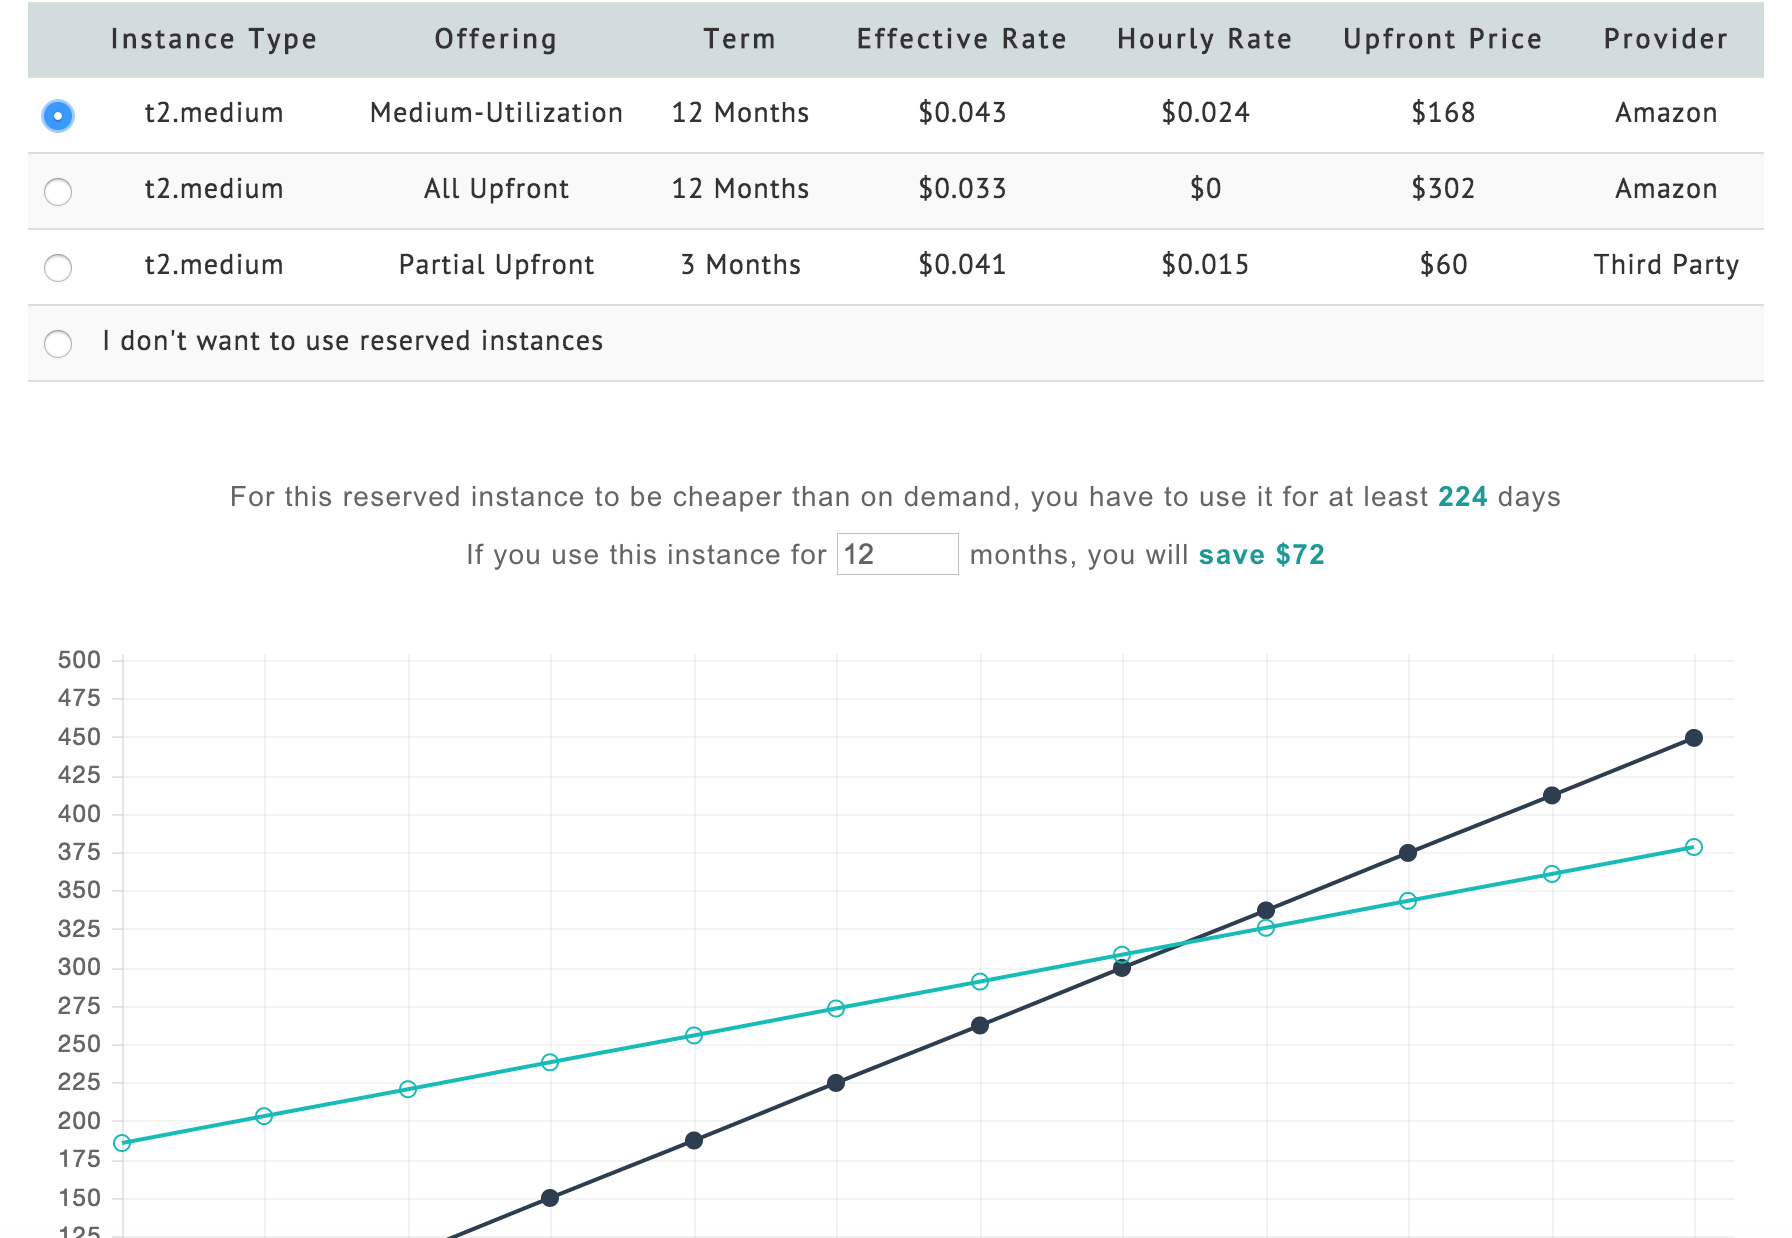 Instance Type Offering Term Effective Rate Hourly Rate Upfront Price Provider
t2.medium Medium-Utilization 12 Months $0.043 $0.024 $168 Amazon
t2.medium All Upfront 12 Months $0.033 $0 $302 Amazon
t2.medium Partial Upfront 3 Months $0.041 $0.015 $60 Third Party
I don't want to use reserved instances
For this reserved instance to be cheaper than on demand, you have to use it for at least 224 days
If you use this instance for 12 months, you will save $72
500
475
450
425
400
375
350
325
300
275
250
225
200
175
150
125